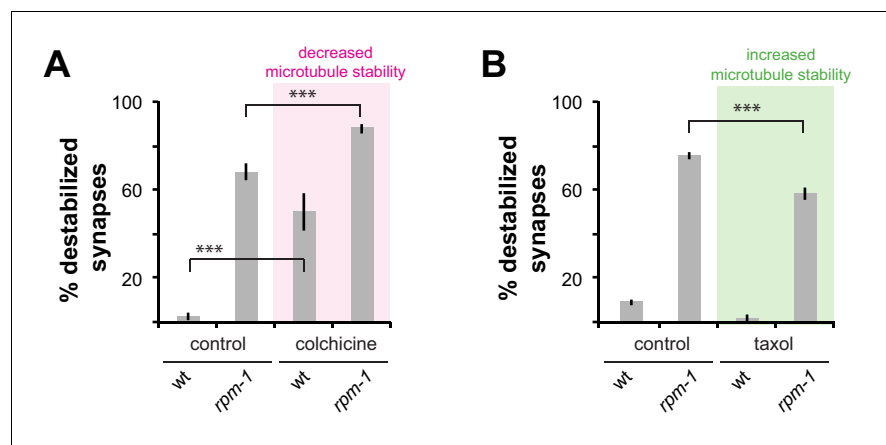 A
decreased
microtubule stability
% destabilized
synapses
100
60
20
***
***
control
colchicine
wt
rpm-1
wt
rpm-1
B
increased
microtubule stability
% destabilized
synapses
100
60
20
***
control
taxol
wt
rpm-1
wt
rpm-1